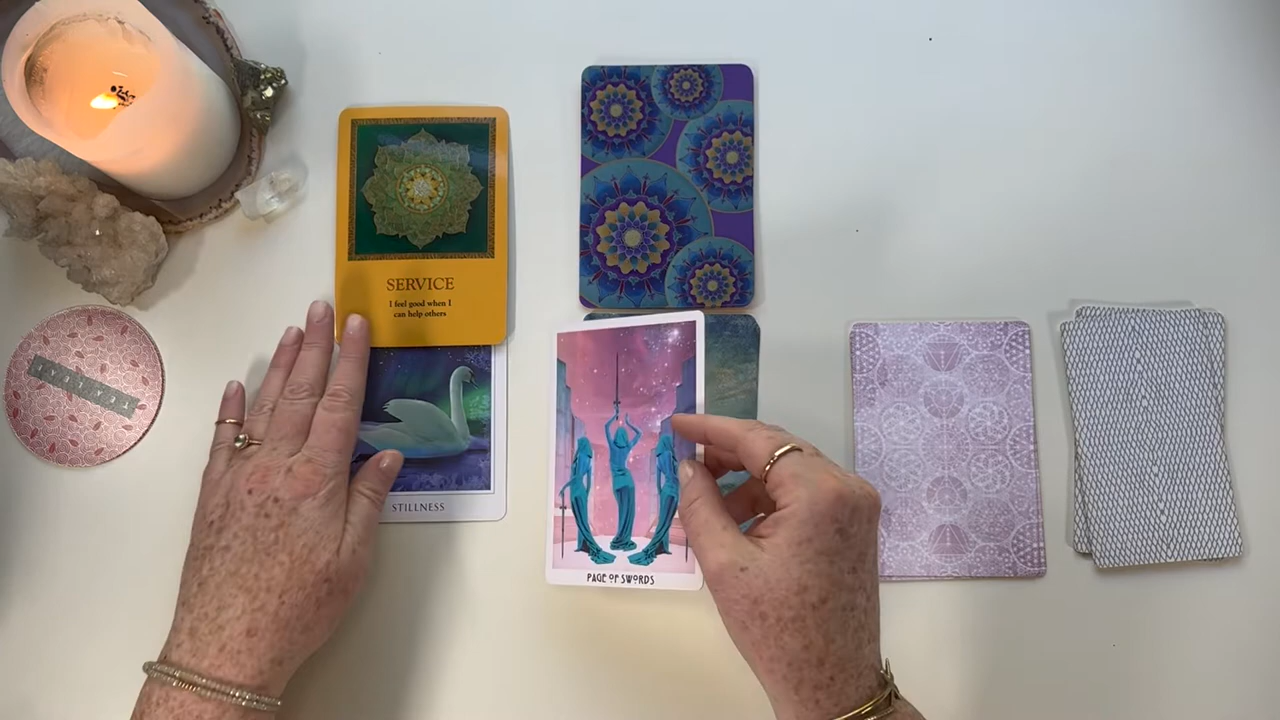 SERVICE
I feel good when I
can help others
STILLNESS
PAGE OF SWORDS